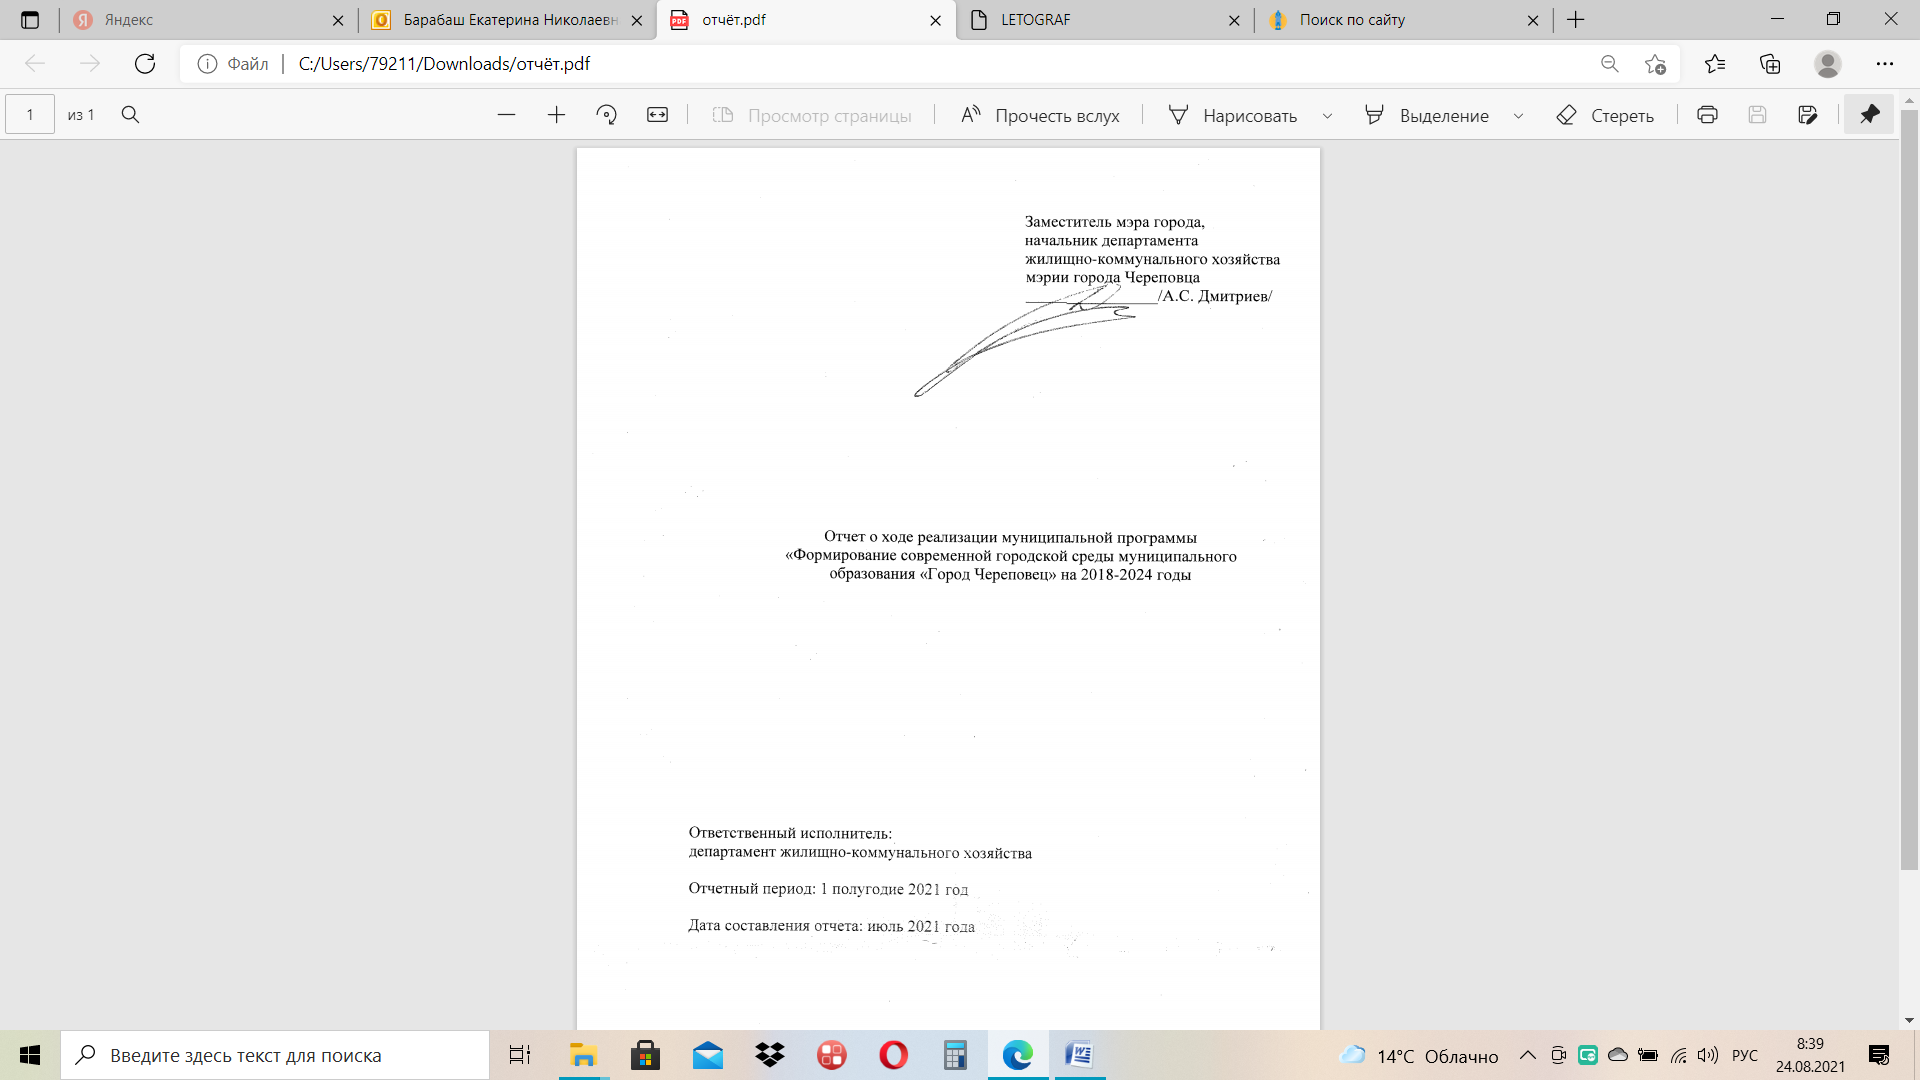 Яндекс
Барабаш Екатерина Николаевн
отчёт.pdf
LETOGRAF
Поиск по сайту
Файл
C:/Users/79211/Downloads/отчёт.pdf
1
из 1
Просмотр страницы
Прочесть вслух
Нарисовать
Выделение
Стереть
Заместитель мэра города,
начальник департамента
жилищно-коммунального хозяйства
мэрии города Череповца
/А.С. Дмитриев/
Отчет о ходе реализации муниципальной программы
«Формирование современной городской среды муниципального
образования «Город Череповец» на 2018-2024 годы
Ответственный исполнитель:
департамент жилищно-коммунального хозяйства
Отчетный период: 1 полугодие 2021 год
Дата составления отчета: июль 2021 года
Введите здесь текст для поиска
14°C Облачно
РУС
8:39
24.08.2021